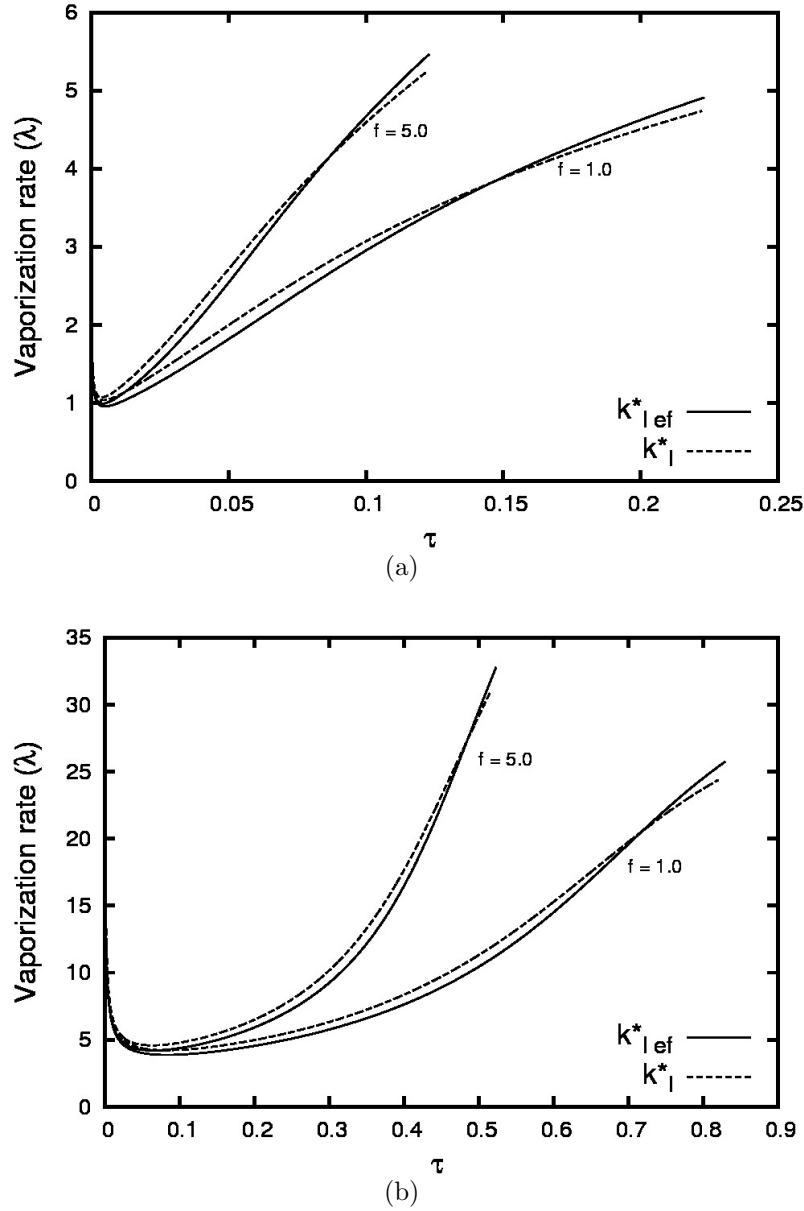 6
5
4
3
2
1
0
Vaporization rate (λ)
f = 5.0
f = 1.0
k*l ef
k*l
0 0.05 0.1 0.15 0.2 0.25
τ
(a)
35
30
25
20
15
10
5
0
Vaporization rate (λ)
f = 5.0
f = 1.0
k*l ef
k*l
0 0.1 0.2 0.3 0.4 0.5 0.6 0.7 0.8 0.9
τ
(b)